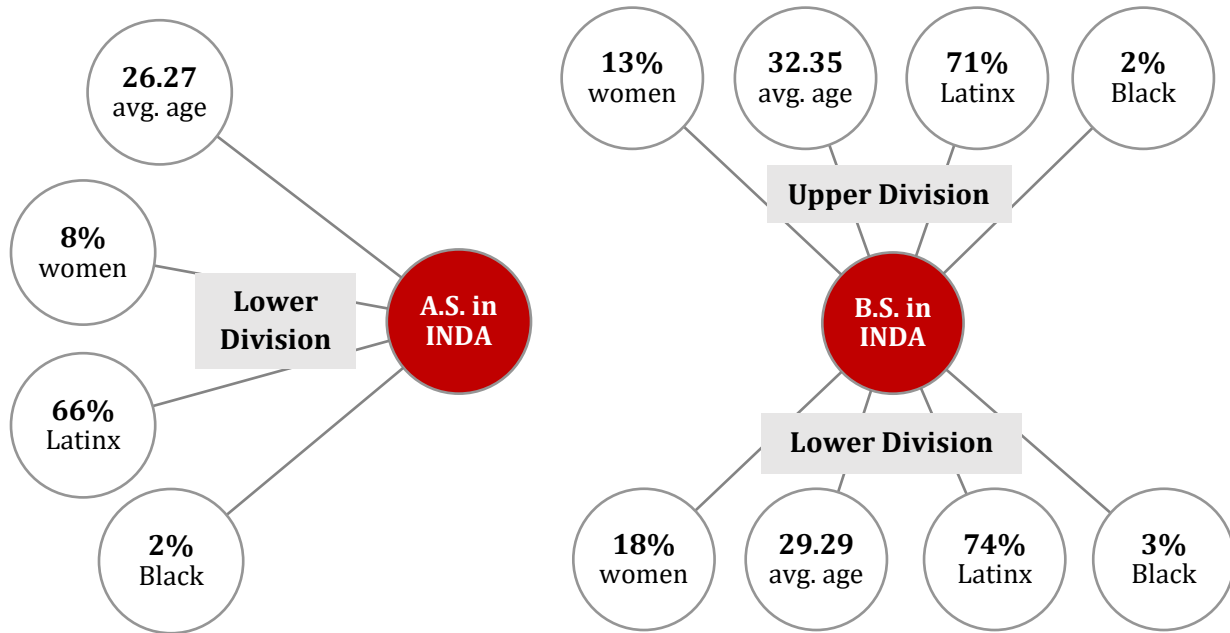 26.27
avg. age
8%
women
Lower
Division
A.S. in
INDA
66%
Latinx
2%
Black
13%
women
32.35
avg. age
71%
Latinx
2%
Black
Upper Division
B.S. in
INDA
Lower Division
18%
women
29.29
avg. age
74%
Latinx
3%
Black